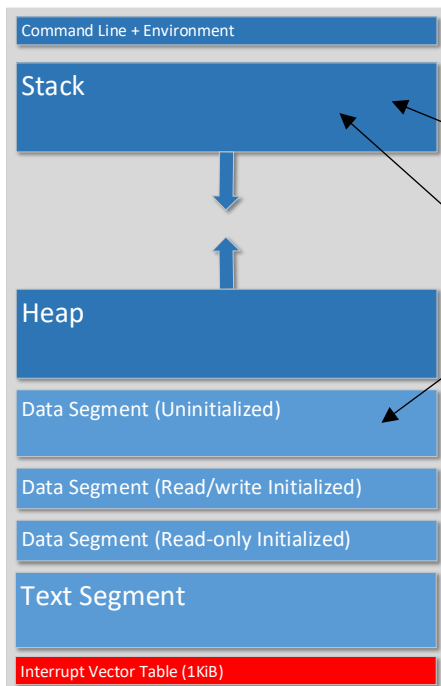 Command Line + Environment
Stack
Heap
Data Segment (Uninitialized)
Data Segment (Read/write Initialized)
Data Segment (Read-only Initialized)
Text Segment
Interrupt Vector Table (1KiB)